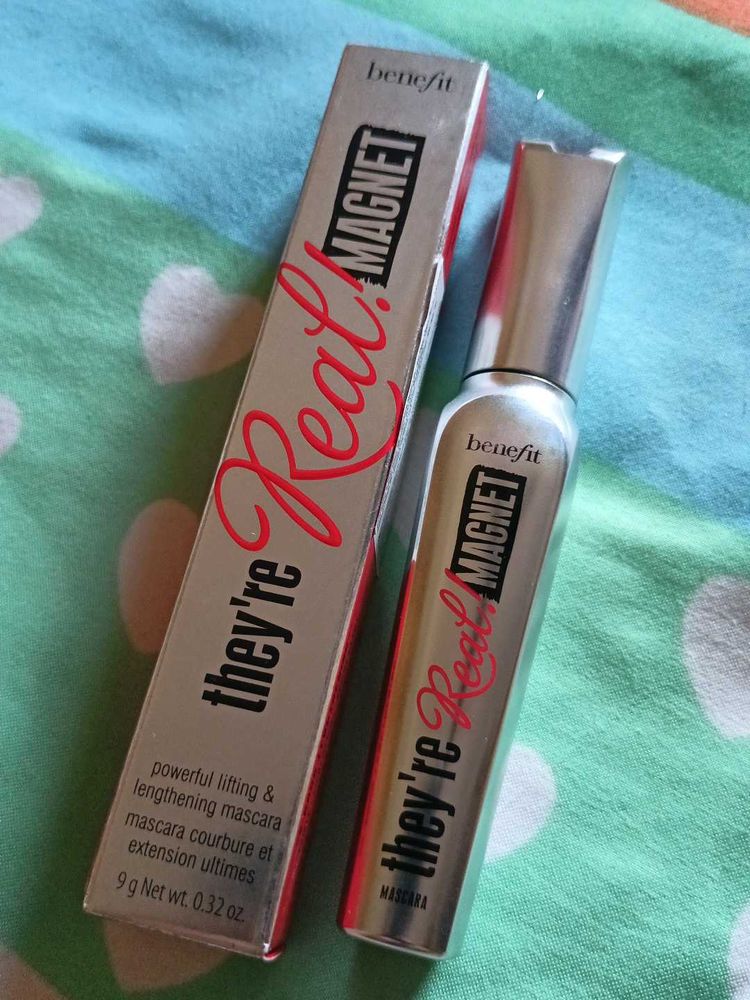 benefit
they're Real! MAGNET
powerful lifting &
lengthening mascara
mascara courbure et
extension ultimes
9 g Net wt. 0.32 oz.
benefit
they're Real! MAGNET
MASCARA